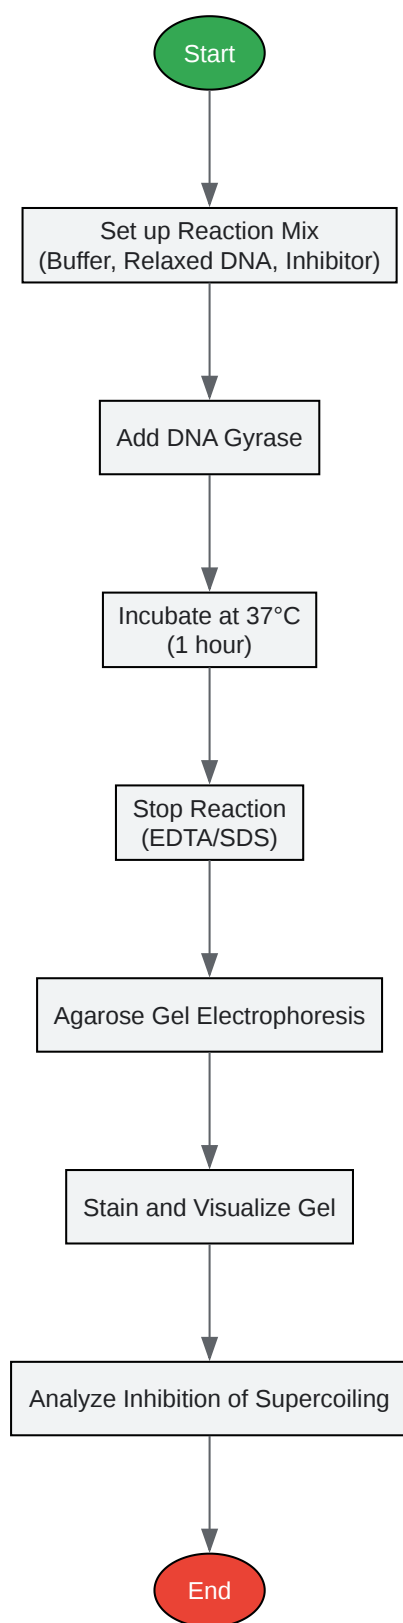 Start
Set up Reaction Mix
(Buffer, Relaxed DNA, Inhibitor)
Add DNA Gyrase
Incubate at 37°C
(1 hour)
Stop Reaction
(EDTA/SDS)
Agarose Gel Electrophoresis
Stain and Visualize Gel
Analyze Inhibition of Supercoiling
End